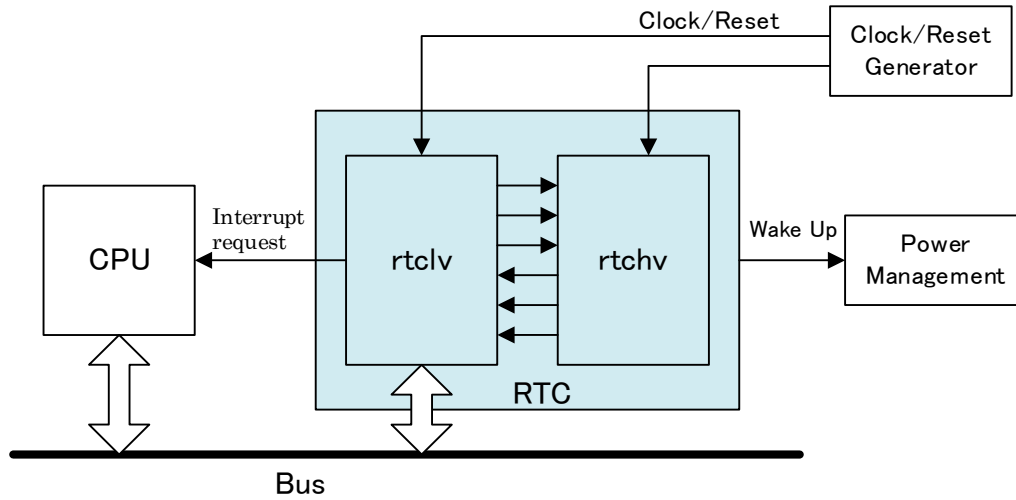 Clock/Reset
Clock/Reset
Generator
CPU
Interrupt
request
rtclv
rtchv
Wake Up
Power
Management
RTC
Bus